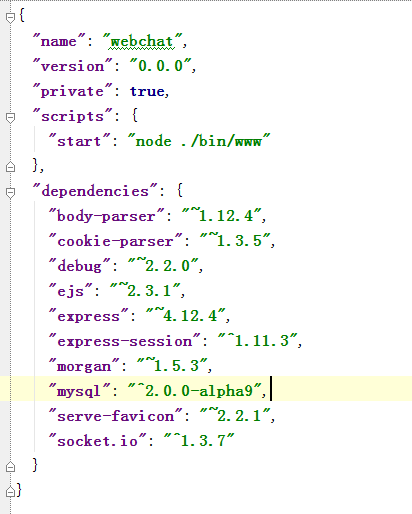 {
"name": "webchat",
"version": "0.0.0",
"private": true,
"scripts": {
"start": "node ./bin/www"
},
"dependencies": {
"body-parser": "~1.12.4",
"cookie-parser": "~1.3.5",
"debug": "~2.2.0",
"ejs": "~2.3.1",
"express": "~4.12.4",
"express-session": "^1.11.3",
"morgan": "~1.5.3",
"mysql": "^2.0.0-alpha9",
"serve-favicon": "~2.2.1",
"socket.io": "^1.3.7"
}
}